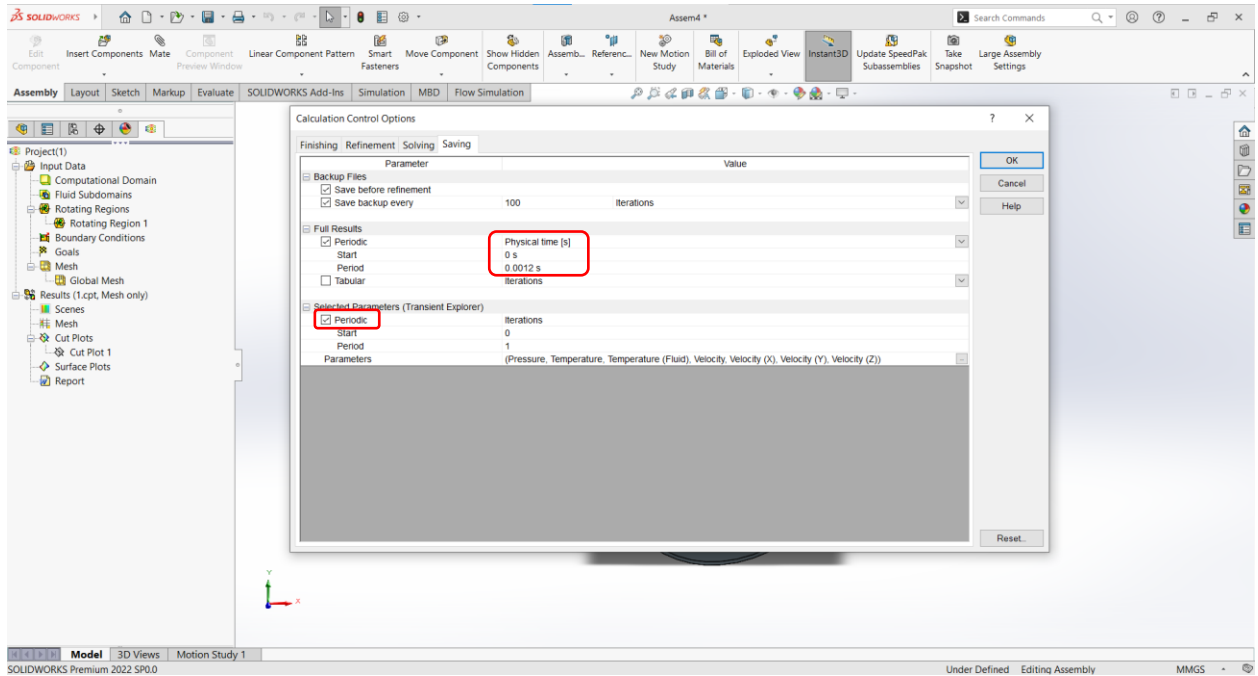 SOLIDWORKS
Assem4 *
Search Commands
Edit Component
Insert Components
Mate
Component Preview Window
Linear Component Pattern
Smart Fasteners
Move Component
Show Hidden Components
Assemb...
Referenc...
New Motion Study
Bill of Materials
Exploded View
Instant3D
Update SpeedPak Subassemblies
Take Snapshot
Large Assembly Settings
Assembly Layout Sketch Markup Evaluate SOLIDWORKS Add-Ins Simulation MBD Flow Simulation
Project(1)
Input Data
Computational Domain
Fluid Subdomains
Rotating Regions
Rotating Region 1
Boundary Conditions
Goals
Mesh
Global Mesh
Results (1.cpt, Mesh only)
Scenes
Mesh
Cut Plots
Cut Plot 1
Surface Plots
Report
Calculation Control Options
Finishing Refinement Solving Saving
Parameter Value
Backup Files
Save before refinement
Save backup every 100 Iterations
Full Results
Periodic Physical time [s]
Start 0 s
Period 0.0012 s
Tabular Iterations
Selected Parameters (Transient Explorer)
Periodic Iterations
Start 0
Period 1
Parameters (Pressure, Temperature, Temperature (Fluid), Velocity, Velocity (X), Velocity (Y), Velocity (Z))
OK
Cancel
Help
Reset...
Y
X
Model 3D Views Motion Study 1
SOLIDWORKS Premium 2022 SP0.0
Under Defined Editing Assembly MMGS